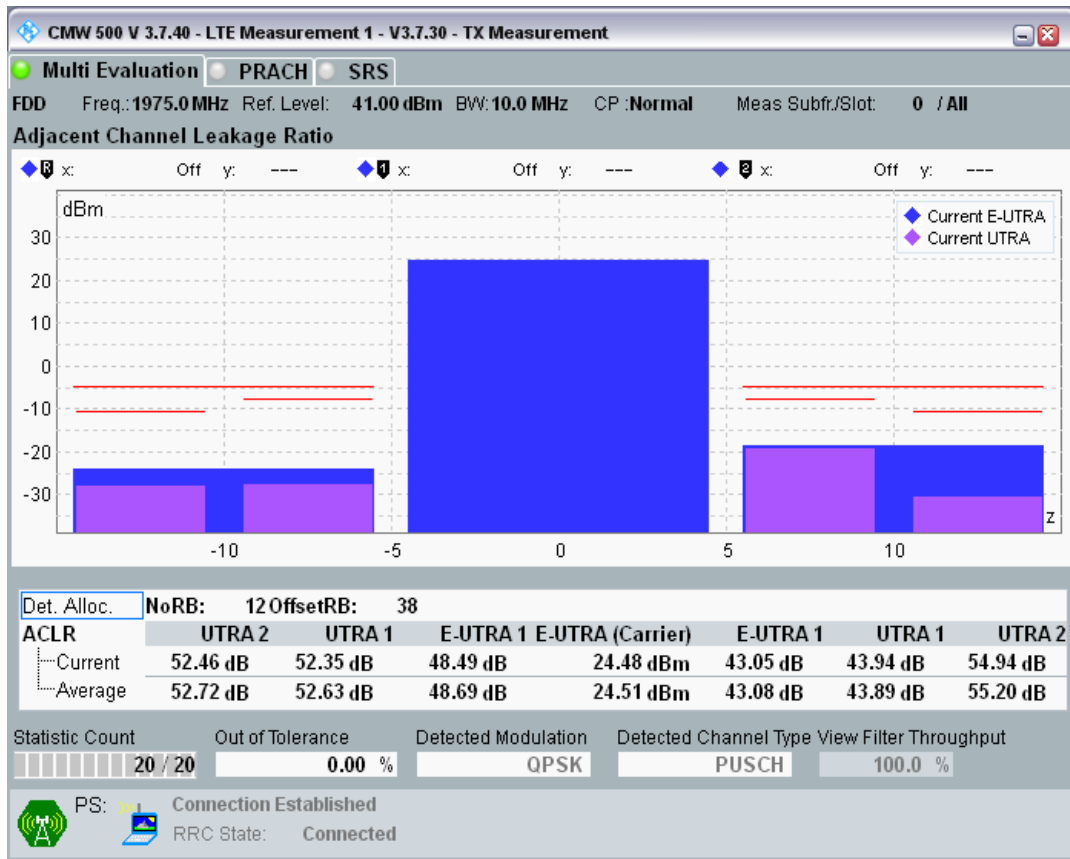 CMW 500 V 3.7.40 - LTE Measurement 1 - V3.7.30 - TX Measurement
Multi Evaluation PRACH SRS
FDD Freq.: 1975.0 MHz Ref. Level: 41.00 dBm BW: 10.0 MHz CP :Normal Meas Subfr./Slot: 0 / All
Adjacent Channel Leakage Ratio
R x: Off y: --- 1 x: Off y: --- 2 x: Off y: ---
dBm
Current E-UTRA
Current UTRA
30
20
10
0
-10
-20
-30
z
-10 -5 0 5 10
Det. Alloc. NoRB: 12 OffsetRB: 38
ACLR UTRA 2 UTRA 1 E-UTRA 1 E-UTRA (Carrier) E-UTRA 1 UTRA 1 UTRA 2
Current 52.46 dB 52.35 dB 48.49 dB 24.48 dBm 43.05 dB 43.94 dB 54.94 dB
Average 52.72 dB 52.63 dB 48.69 dB 24.51 dBm 43.08 dB 43.89 dB 55.20 dB
Statistic Count Out of Tolerance Detected Modulation Detected Channel Type View Filter Throughput
20 / 20 0.00 % QPSK PUSCH 100.0 %
PS: Connection Established
RRC State: Connected